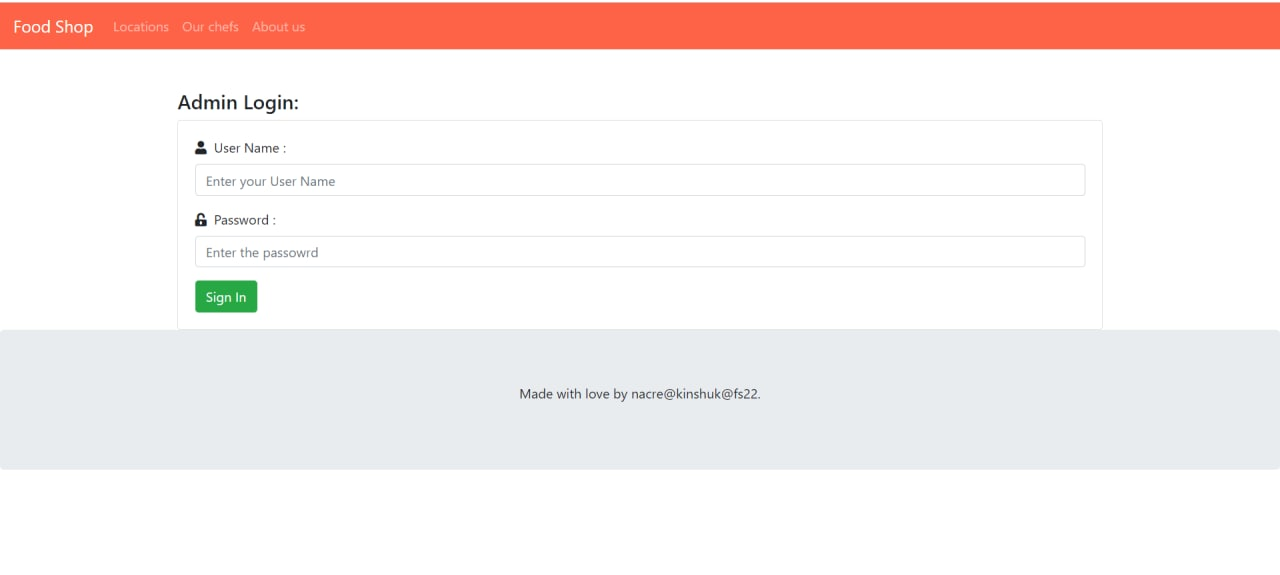 Food Shop Locations Our chefs About us
Admin Login:
User Name :
Enter your User Name
Password :
Enter the passowrd
Sign In
Made with love by nacre@kinshuk@fs22.